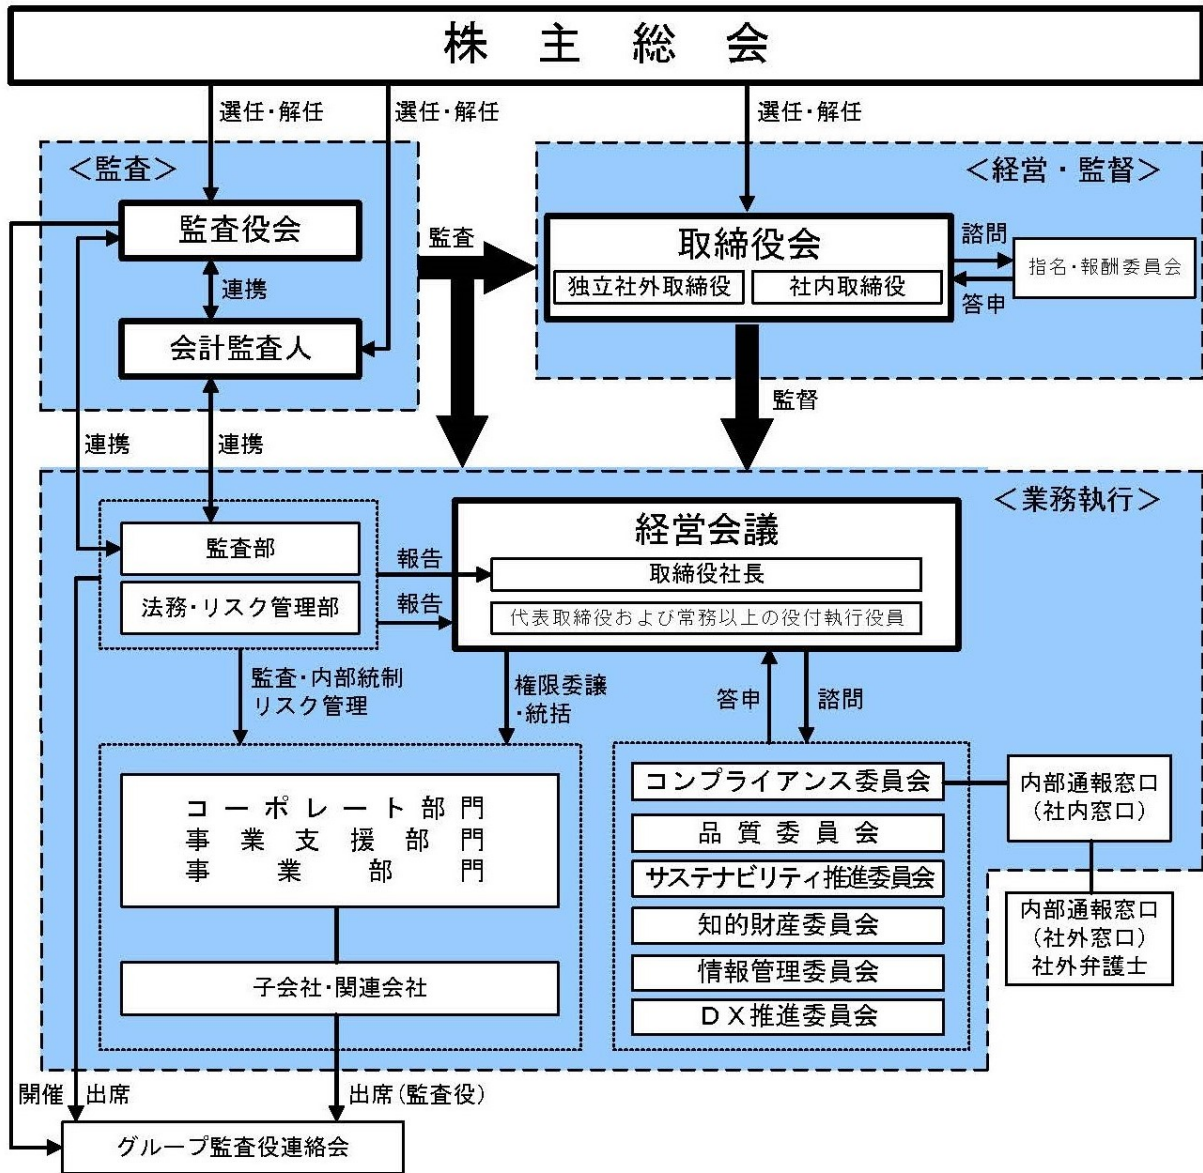 株主総会
選任・解任
選任・解任
選任・解任
＜監査＞
監査役会
連携
会計監査人
監査
＜経営・監督＞
取締役会
独立社外取締役
社内取締役
諮問
答申
指名・報酬委員会
連携
連携
監督
＜業務執行＞
監査部
法務・リスク管理部
報告
報告
経営会議
取締役社長
代表取締役および常務以上の役付執行役員
監査・内部統制
リスク管理
権限委譲
・統括
答申
諮問
コーポレート部門
事業支援部門
事業部門
子会社・関連会社
コンプライアンス委員会
品質委員会
サステナビリティ推進委員会
知的財産委員会
情報管理委員会
ＤＸ推進委員会
内部通報窓口
（社内窓口）
内部通報窓口
（社外窓口）
社外弁護士
開催
出席
出席（監査役）
グループ監査役連絡会